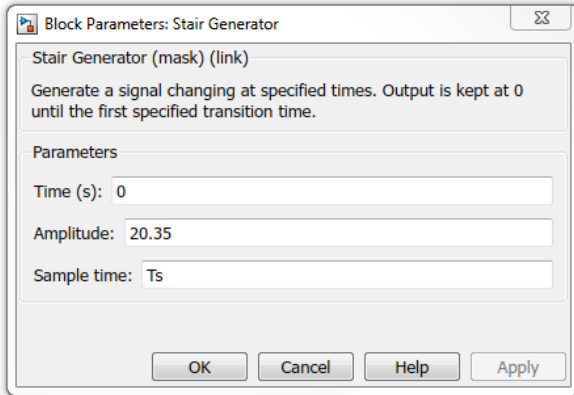 Block Parameters: Stair Generator
Stair Generator (mask) (link)
Generate a signal changing at specified times. Output is kept at 0
until the first specified transition time.
Parameters
Time (s): 0
Amplitude: 20.35
Sample time: Ts
OK Cancel Help Apply